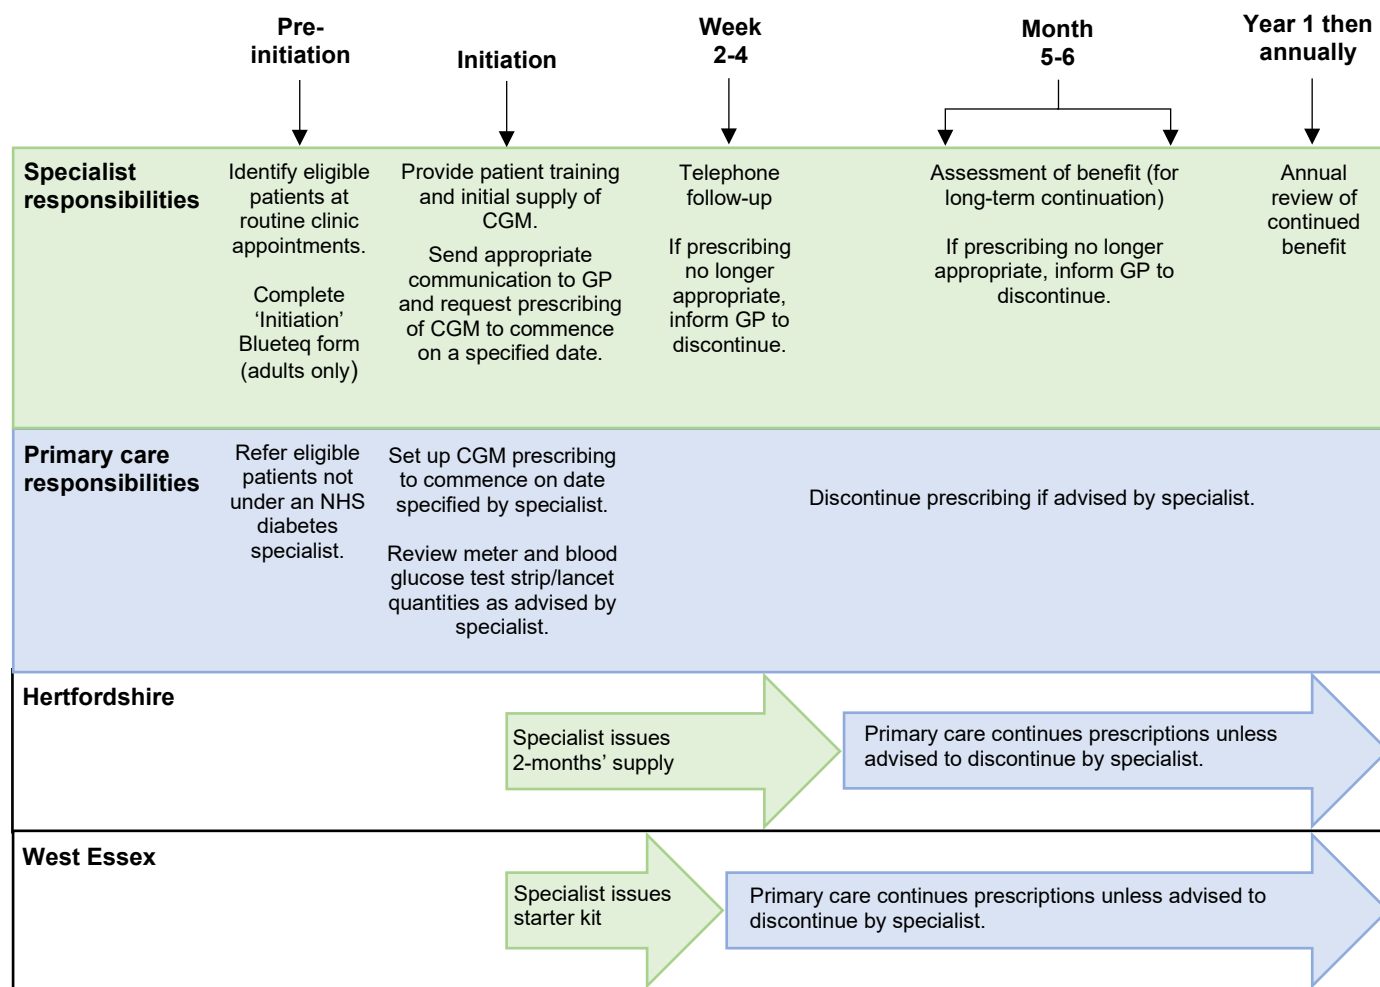 Pre-
initiation
Initiation
Week
2-4
Month
5-6
Year 1 then
annually
Specialist
responsibilities
Identify eligible
patients at
routine clinic
appointments.
Complete
‘Initiation’
Blueteq form
(adults only)
Provide patient training
and initial supply of
CGM.
Send appropriate
communication to GP
and request prescribing
of CGM to commence
on a specified date.
Telephone
follow-up
If prescribing
no longer
appropriate,
inform GP to
discontinue.
Assessment of benefit (for
long-term continuation)
If prescribing no longer
appropriate, inform GP to
discontinue.
Annual
review of
continued
benefit
Primary care
responsibilities
Refer eligible
patients not
under an NHS
diabetes
specialist.
Set up CGM prescribing
to commence on date
specified by specialist.
Review meter and blood
glucose test strip/lancet
quantities as advised by
specialist.
Discontinue prescribing if advised by specialist.
Hertfordshire
Specialist issues
2-months’ supply
Primary care continues prescriptions unless
advised to discontinue by specialist.
West Essex
Specialist issues
starter kit
Primary care continues prescriptions unless advised to
discontinue by specialist.